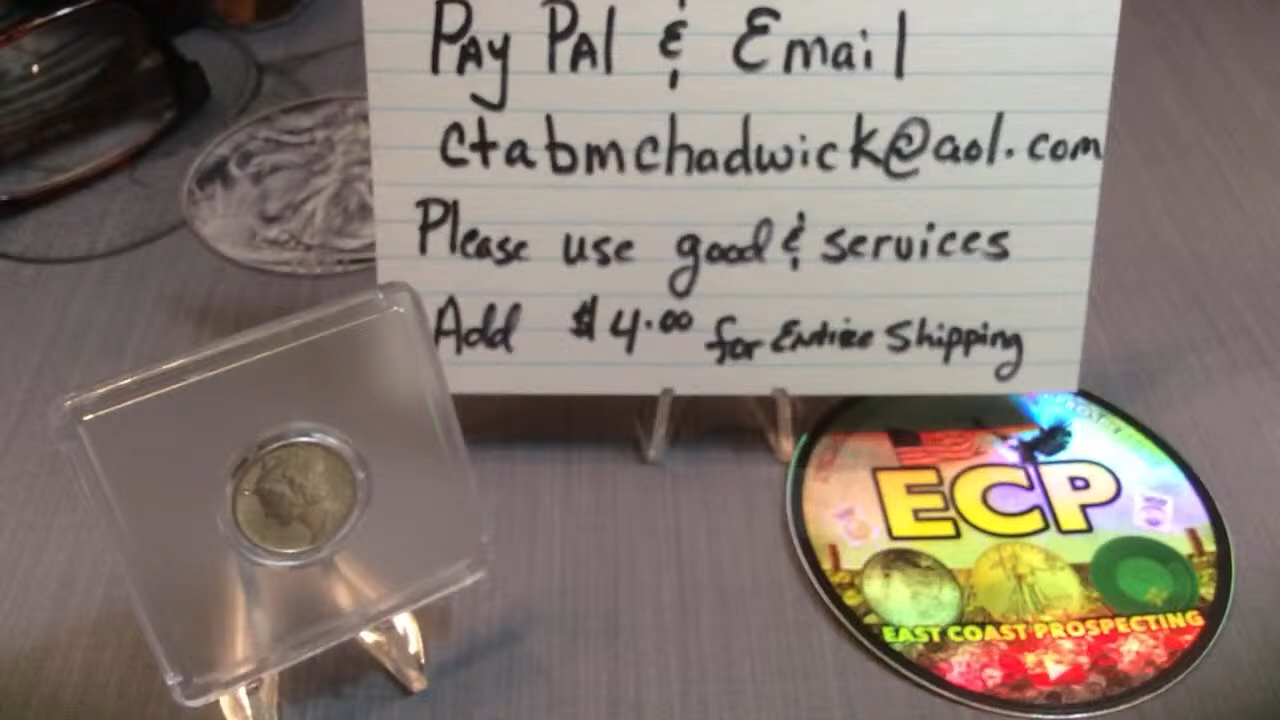 PAy PAl & Email
ctabmchadwick@aol.com
Please use good & services
Add $4.00 for Entire Shipping
ECP
EAST COAST PROSPECTING